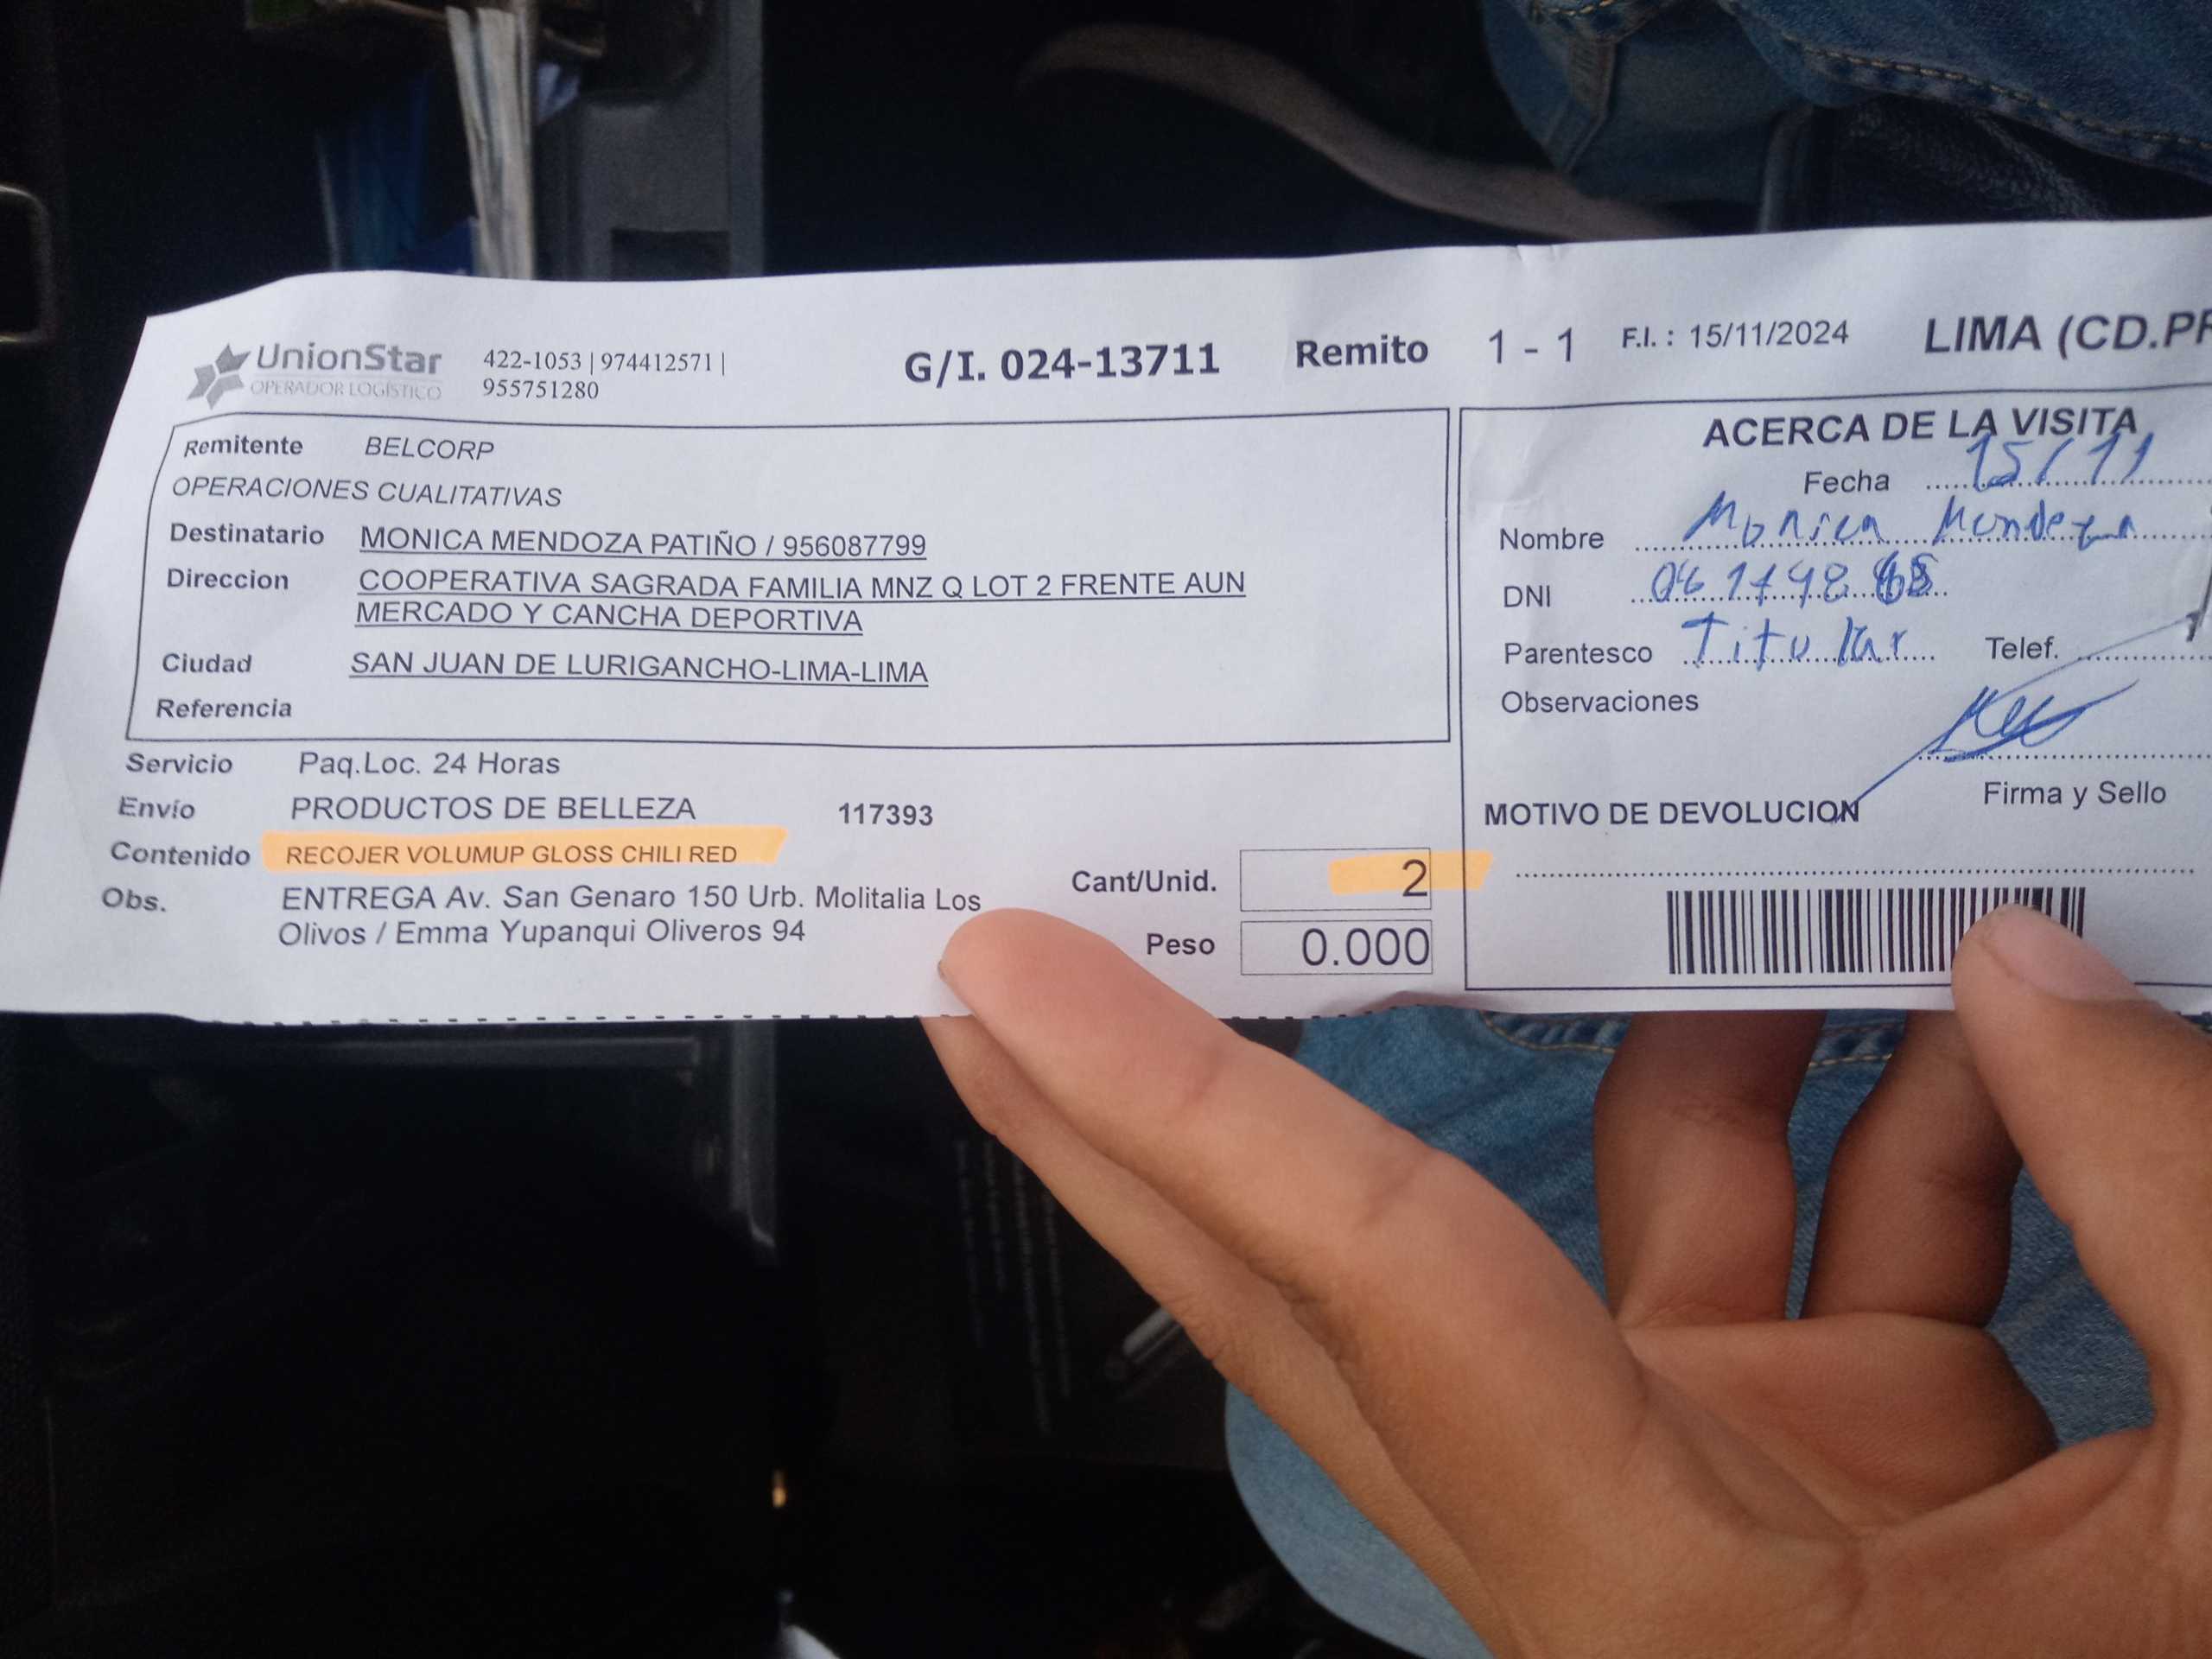 UnionStar
OPERADOR LOGÍSTICO
422-1053 | 974412571 |
955751280
G/I. 024-13711 Remito 1 - 1 F.I. : 15/11/2024 LIMA (CD.PR
Remitente BELCORP
OPERACIONES CUALITATIVAS
Destinatario MONICA MENDOZA PATIÑO / 956087799
Direccion COOPERATIVA SAGRADA FAMILIA MNZ Q LOT 2 FRENTE AUN
MERCADO Y CANCHA DEPORTIVA
Ciudad SAN JUAN DE LURIGANCHO-LIMA-LIMA
Referencia
Servicio Paq.Loc. 24 Horas
Envío PRODUCTOS DE BELLEZA 117393
Contenido RECOJER VOLUMUP GLOSS CHILI RED
Cant/Unid. 2
Obs. ENTREGA Av. San Genaro 150 Urb. Molitalia Los
Olivos / Emma Yupanqui Oliveros 94
Peso 0.000
ACERCA DE LA VISITA
Fecha 15/11
Nombre Monica Mendoza
DNI
Parentesco Titular Telef.
Observaciones
Firma y Sello
MOTIVO DE DEVOLUCION